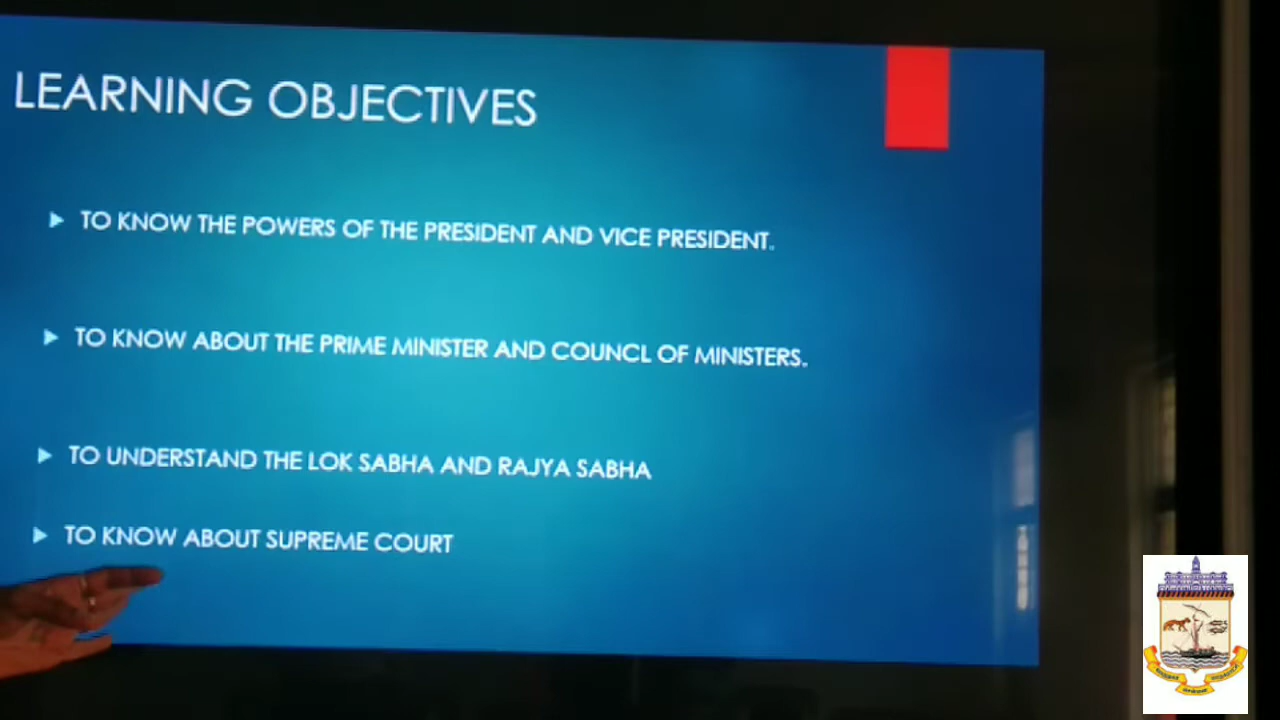 LEARNING OBJECTIVES
TO KNOW THE POWERS OF THE PRESIDENT AND VICE PRESIDENT.
TO KNOW ABOUT THE PRIME MINISTER AND COUNCL OF MINISTERS.
TO UNDERSTAND THE LOK SABHA AND RAJYA SABHA
TO KNOW ABOUT SUPREME COURT